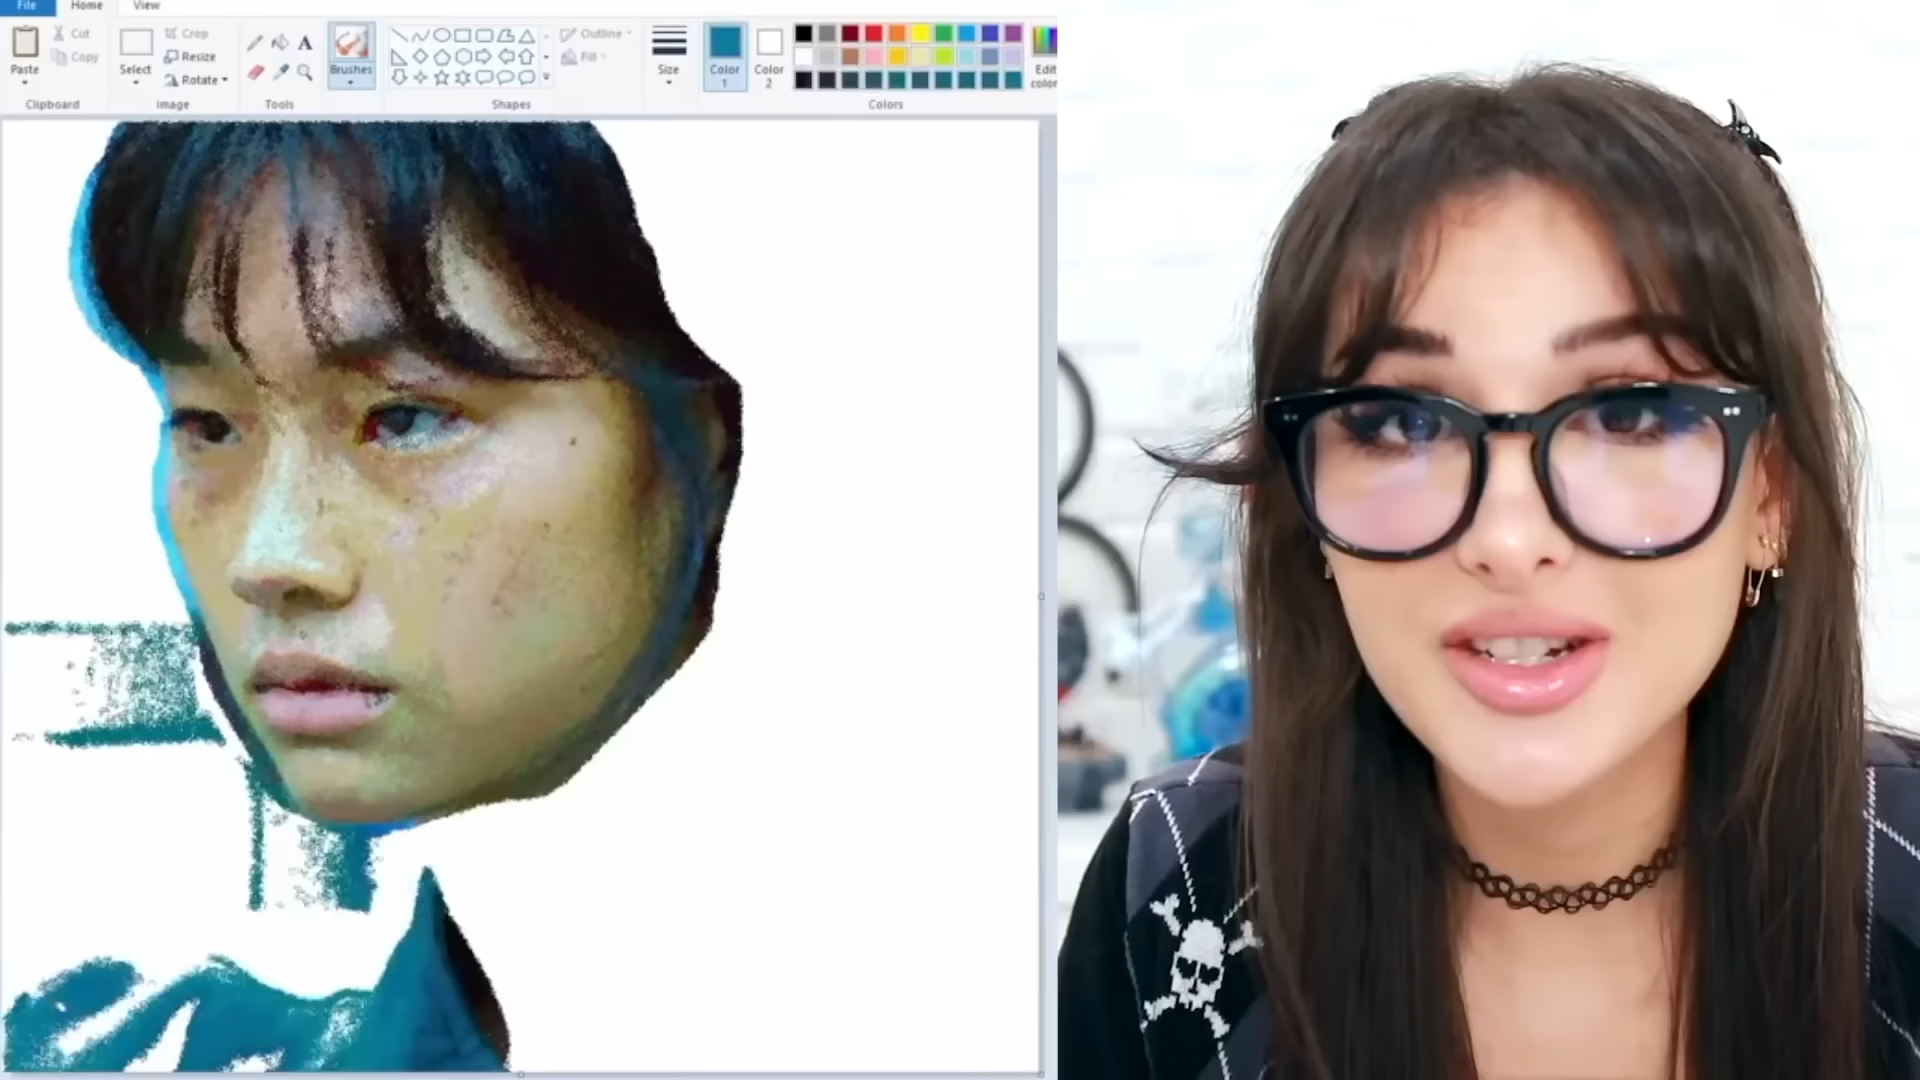 File Home View
Cut
Copy
Paste
Clipboard
Crop
Resize
Rotate
Select
Image
A
Tools
Brushes
Outline
Fill
Shapes
Size
Color 1
Color 2
Colors
Edit